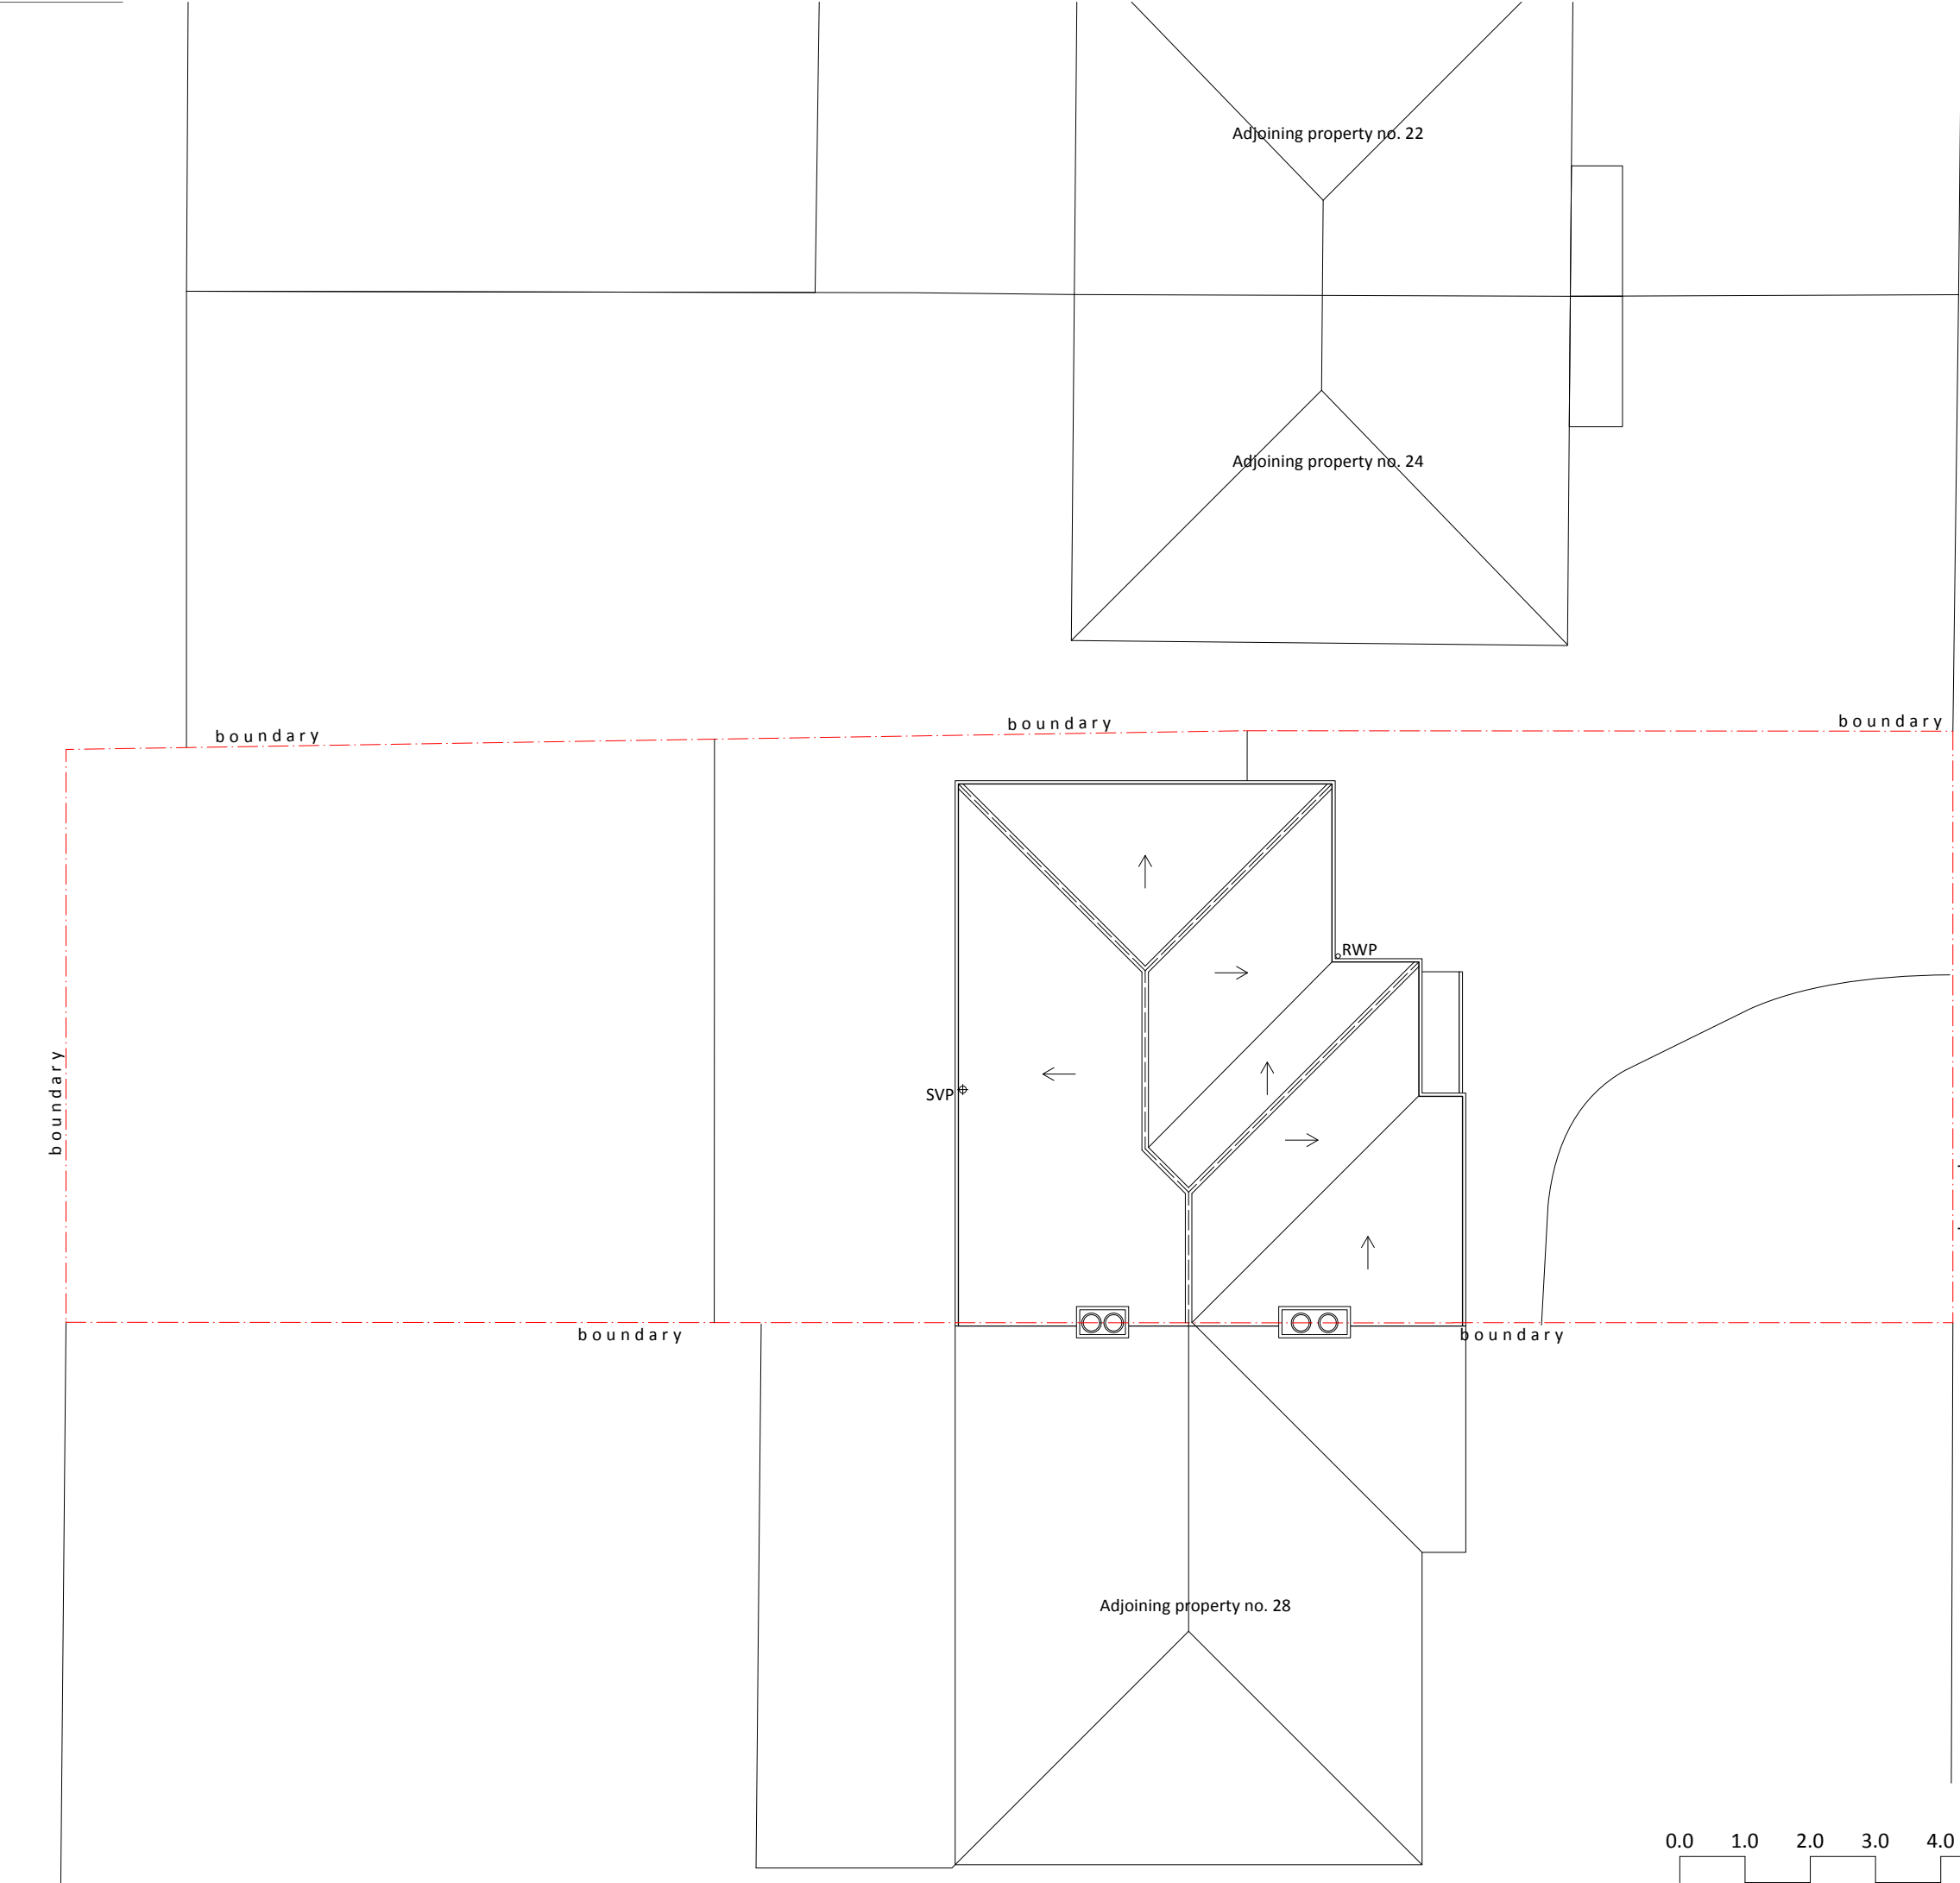 Adjoining property no. 22
Adjoining property no. 24
boundary
boundary
boundary
RWP
SVP
boundary
boundary
boundary
Adjoining property no. 28
0.0 1.0 2.0 3.0 4.0